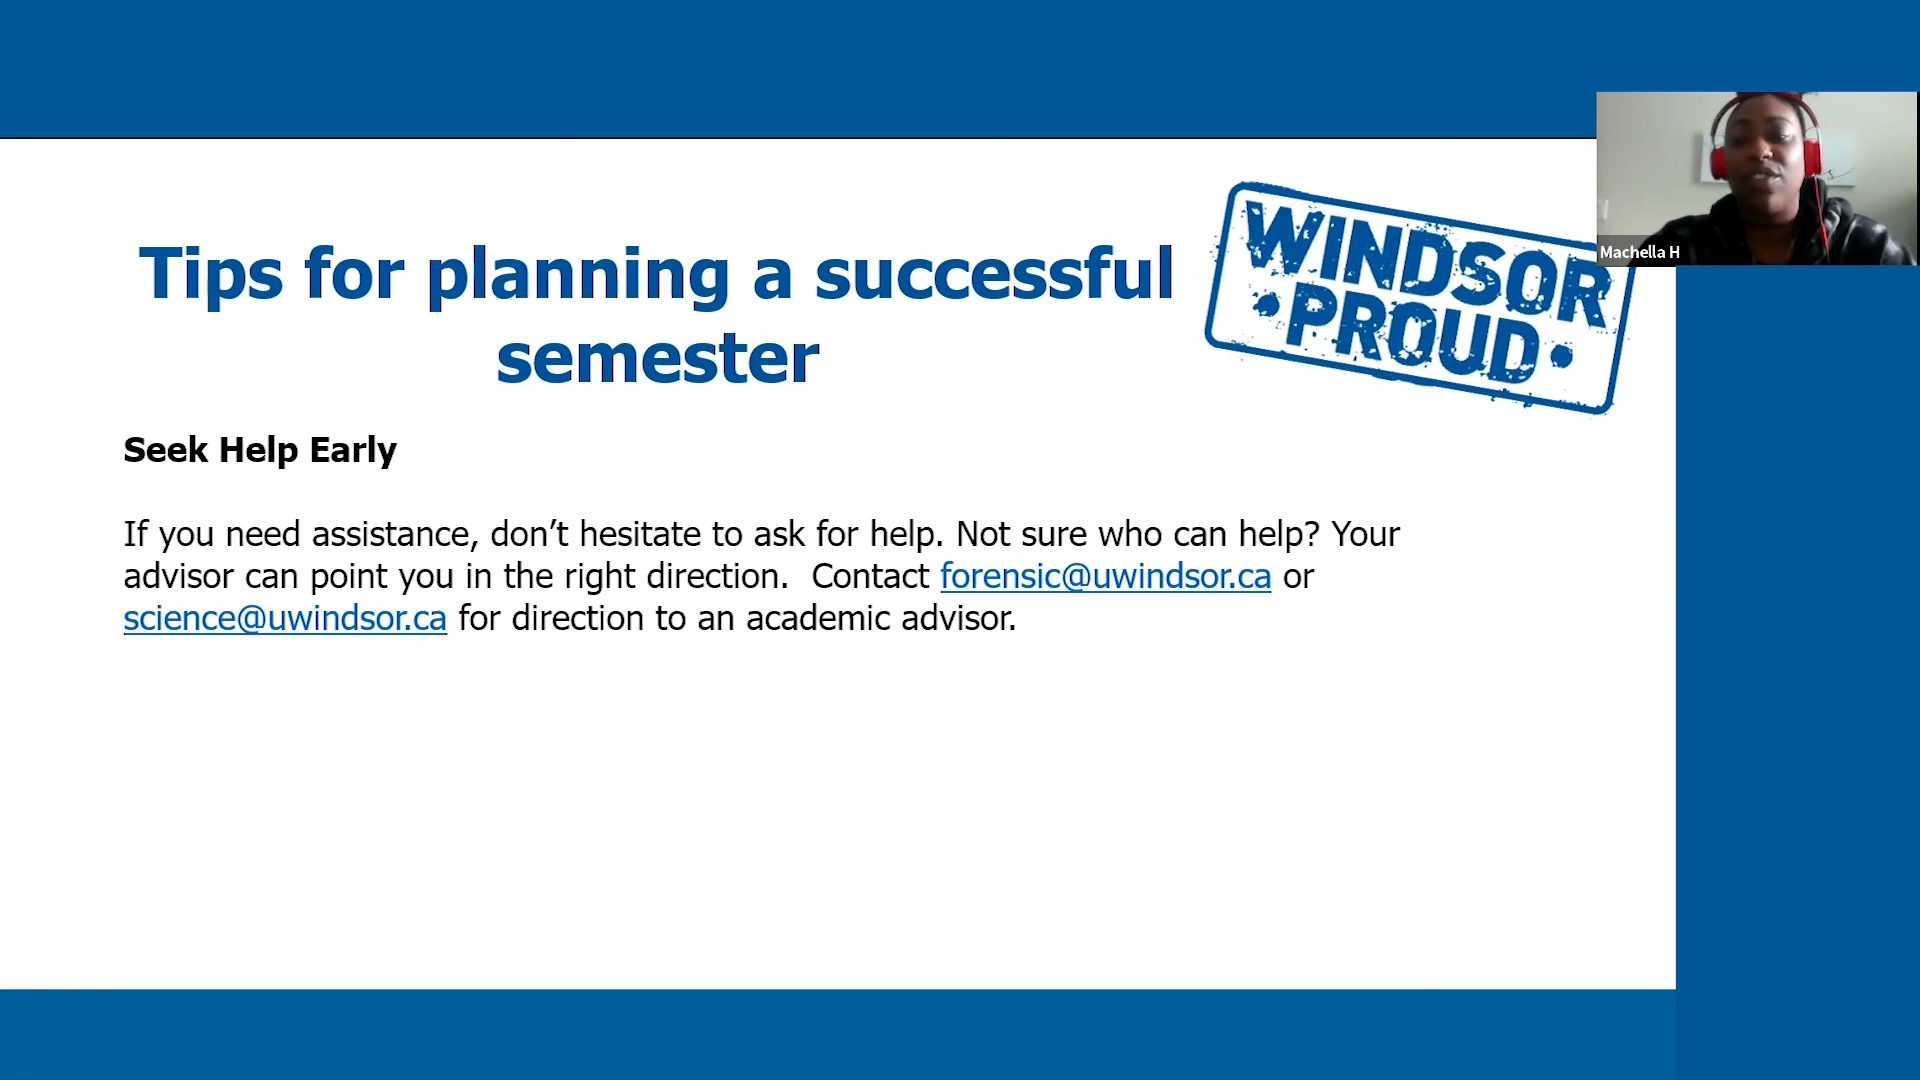 WINDSOR
• PROUD •
Machella H
Tips for planning a successful
semester
Seek Help Early
If you need assistance, don’t hesitate to ask for help. Not sure who can help? Your
advisor can point you in the right direction.  Contact forensic@uwindsor.ca or
science@uwindsor.ca for direction to an academic advisor.